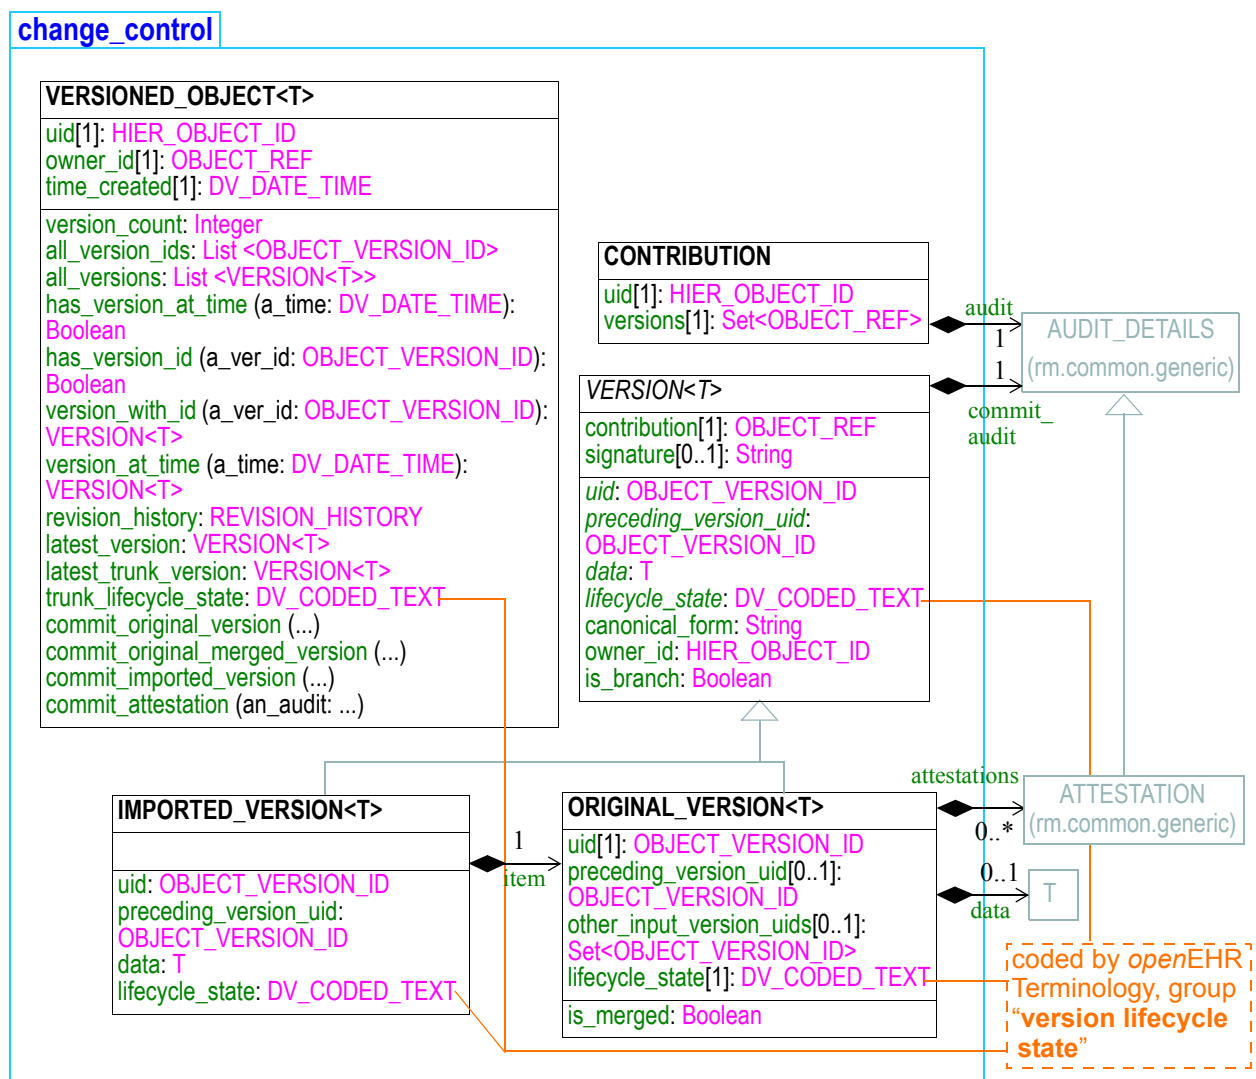 change_control
VERSIONED_OBJECT<T>
uid[1]: HIER_OBJECT_ID
owner_id[1]: OBJECT_REF
time_created[1]: DV_DATE_TIME
version_count: Integer
all_version_ids: List <OBJECT_VERSION_ID>
all_versions: List <VERSION<T>>
has_version_at_time (a_time: DV_DATE_TIME):
Boolean
has_version_id (a_ver_id: OBJECT_VERSION_ID):
Boolean
version_with_id (a_ver_id: OBJECT_VERSION_ID):
VERSION<T>
version_at_time (a_time: DV_DATE_TIME):
VERSION<T>
revision_history: REVISION_HISTORY
latest_version: VERSION<T>
latest_trunk_version: VERSION<T>
trunk_lifecycle_state: DV_CODED_TEXT
commit_original_version (...)
commit_original_merged_version (...)
commit_imported_version (...)
commit_attestation (an_audit: ...)
CONTRIBUTION
uid[1]: HIER_OBJECT_ID
versions[1]: Set<OBJECT_REF>
audit
1
AUDIT_DETAILS
(rm.common.generic)
VERSION<T>
contribution[1]: OBJECT_REF
signature[0..1]: String
uid: OBJECT_VERSION_ID
preceding_version_uid:
OBJECT_VERSION_ID
data: T
lifecycle_state: DV_CODED_TEXT
canonical_form: String
owner_id: HIER_OBJECT_ID
is_branch: Boolean
1
commit_
audit
IMPORTED_VERSION<T>
uid: OBJECT_VERSION_ID
preceding_version_uid:
OBJECT_VERSION_ID
data: T
lifecycle_state: DV_CODED_TEXT
1
item
ORIGINAL_VERSION<T>
uid[1]: OBJECT_VERSION_ID
preceding_version_uid[0..1]:
OBJECT_VERSION_ID
other_input_version_uids[0..1]:
Set<OBJECT_VERSION_ID>
lifecycle_state[1]: DV_CODED_TEXT
is_merged: Boolean
attestations
0..*
ATTESTATION
(rm.common.generic)
0..1
data
T
coded by openEHR
Terminology, group
“version lifecycle
state”